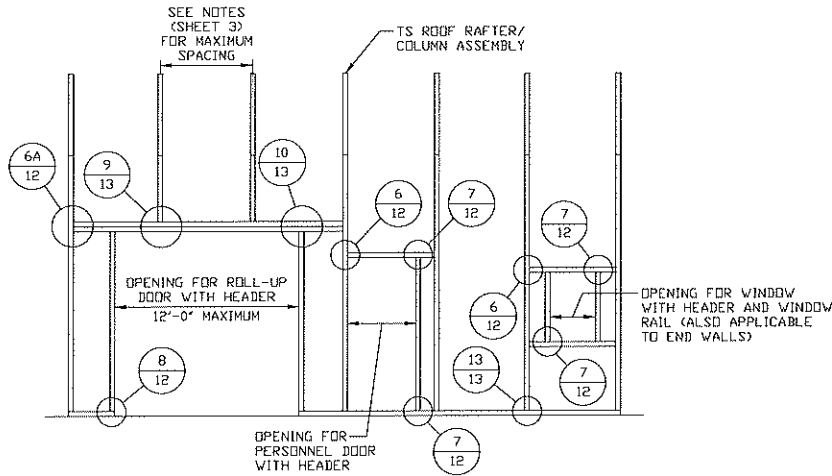 SEE NOTES
(SHEET 3)
FOR MAXIMUM
SPACING
TS ROOF RAFTER/
COLUMN ASSEMBLY
6A
12
9
13
10
13
6
12
7
12
7
12
OPENING FOR ROLL-UP
DOOR WITH HEADER
12'-0" MAXIMUM
6
12
OPENING FOR WINDOW
WITH HEADER AND WINDOW
RAIL (ALSO APPLICABLE
TO END WALLS)
8
12
13
13
7
12
OPENING FOR
PERSONNEL DOOR
WITH HEADER
7
12